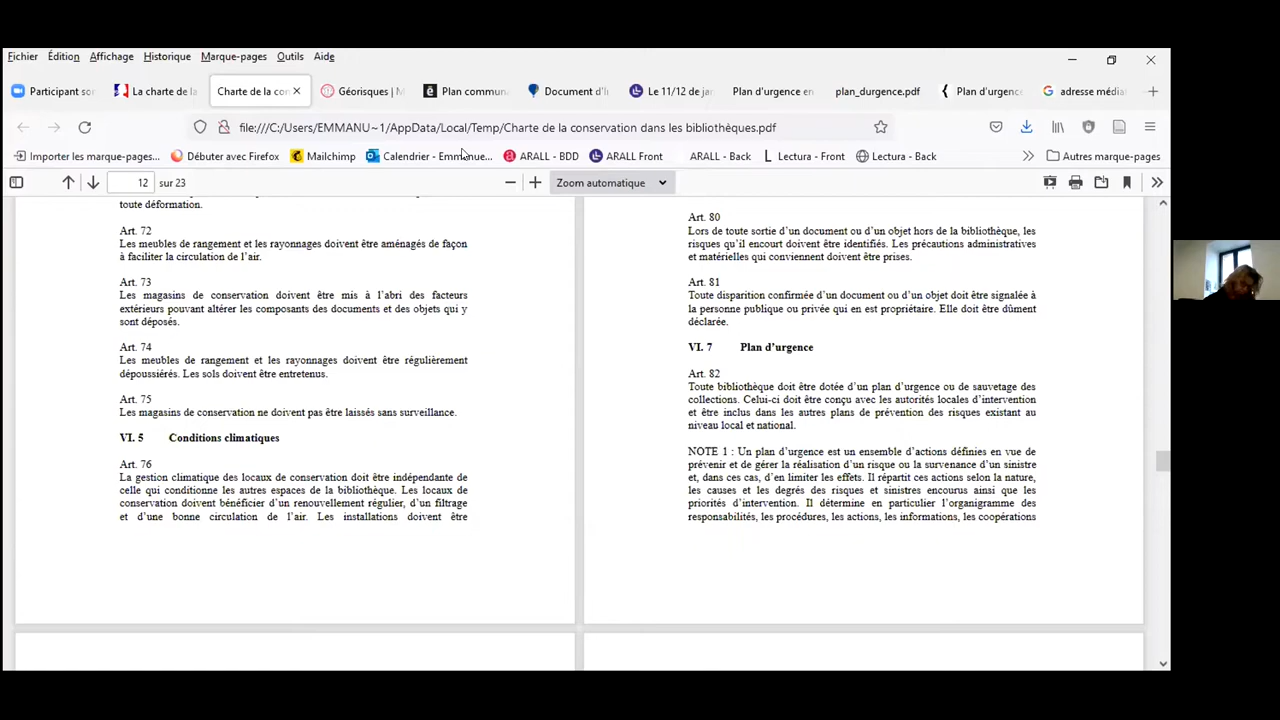 Fichier Édition Affichage Historique Marque-pages Outils Aide
Participant so
La charte de la
Charte de la con
Géorisques | M
Plan commun
Document d'I
Le 11/12 de ja
Plan d'urgence en
plan_durgence.pdf
Plan d'urgence
adresse média
file:///C:/Users/EMMANU~1/AppData/Local/Temp/Charte de la conservation dans les bibliothèques.pdf
Importer les marque-pages...
Débuter avec Firefox
Mailchimp
Calendrier - Emmanue...
ARALL - BDD
ARALL Front
ARALL - Back
Lectura - Front
Lectura - Back
Autres marque-pages
12 sur 23
Zoom automatique
toute déformation.
Art. 72
Les meubles de rangement et les rayonnages doivent être aménagés de façon
à faciliter la circulation de l'air.
Art. 73
Les magasins de conservation doivent être mis à l'abri des facteurs
extérieurs pouvant altérer les composants des documents et des objets qui y
sont déposés.
Art. 74
Les meubles de rangement et les rayonnages doivent être régulièrement
dépoussiérés. Les sols doivent être entretenus.
Art. 75
Les magasins de conservation ne doivent pas être laissés sans surveillance.
VI. 5 Conditions climatiques
Art. 76
La gestion climatique des locaux de conservation doit être indépendante de
celle qui conditionne les autres espaces de la bibliothèque. Les locaux de
conservation doivent bénéficier d'un renouvellement régulier, d'un filtrage
et d'une bonne circulation de l'air. Les installations doivent être
Art. 80
Lors de toute sortie d'un document ou d'un objet hors de la bibliothèque, les
risques qu'il encourt doivent être identifiés. Les précautions administratives
et matérielles qui conviennent doivent être prises.
Art. 81
Toute disparition confirmée d'un document ou d'un objet doit être signalée à
la personne publique ou privée qui en est propriétaire. Elle doit être dûment
déclarée.
VI. 7 Plan d'urgence
Art. 82
Toute bibliothèque doit être dotée d'un plan d'urgence ou de sauvetage des
collections. Celui-ci doit être conçu avec les autorités locales d'intervention
et être inclus dans les autres plans de prévention des risques existant au
niveau local et national.
NOTE 1 : Un plan d'urgence est un ensemble d'actions définies en vue de
prévenir et de gérer la réalisation d'un risque ou la survenance d'un sinistre
et, dans ces cas, d'en limiter les effets. Il répartit ces actions selon la nature,
les causes et les degrés des risques et sinistres encourus ainsi que les
priorités d'intervention. Il détermine en particulier l'organigramme des
responsabilités, les procédures, les actions, les informations, les coopérations